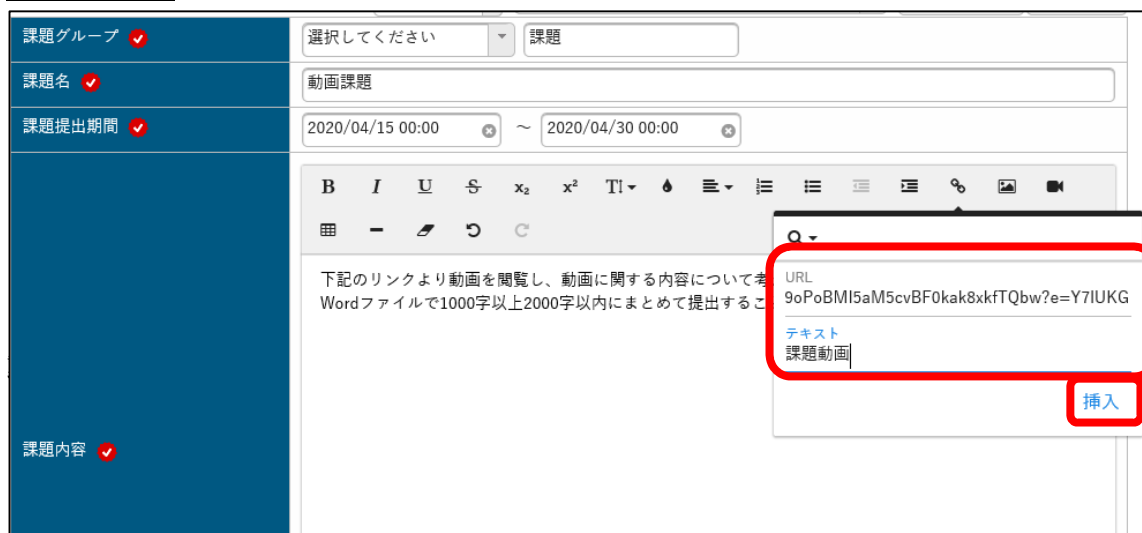 課題グループ
選択してください
課題
課題名
動画課題
課題提出期間
2020/04/15 00:00 ～ 2020/04/30 00:00
B I U S x₂ x² T!
下記のリンクより動画を閲覧し、動画に関する内容について考
Wordファイルで1000字以上2000字以内にまとめて提出するこ
URL
9oPoBMI5aM5cvBF0kak8xkfTQbw?e=Y7lUKG
テキスト
課題動画
挿入
課題内容